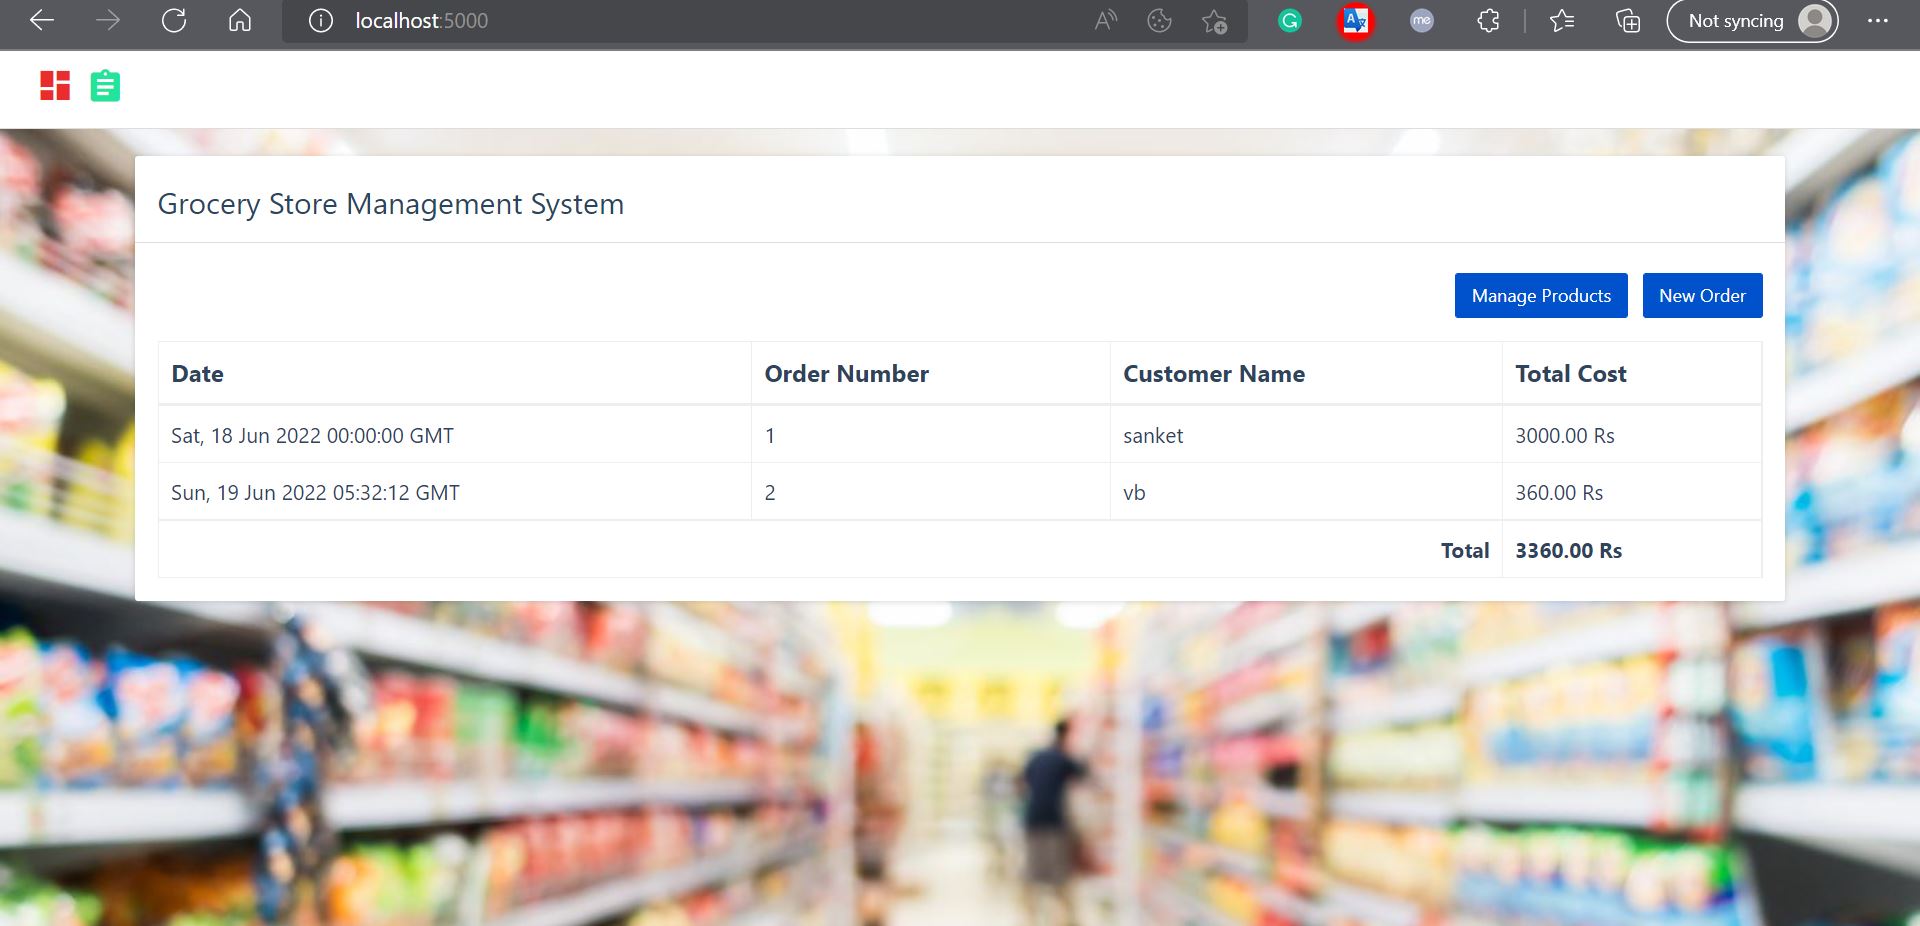 localhost:5000
Not syncing
Grocery Store Management System
Manage Products New Order
Date Order Number Customer Name Total Cost
Sat, 18 Jun 2022 00:00:00 GMT 1 sanket 3000.00 Rs
Sun, 19 Jun 2022 05:32:12 GMT 2 vb 360.00 Rs
Total 3360.00 Rs